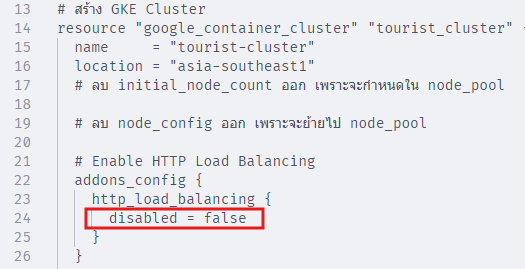 13 # สร้าง GKE Cluster
14 resource "google_container_cluster" "tourist_cluster"
15 name = "tourist-cluster"
16 location = "asia-southeast1"
17 # ลบ initial_node_count ออก เพราะจะกำหนดใน node_pool
18
19 # ลบ node_config ออก เพราะจะย้ายไป node_pool
20
21 # Enable HTTP Load Balancing
22 addons_config {
23 http_load_balancing {
24 disabled = false
25 }
26 }